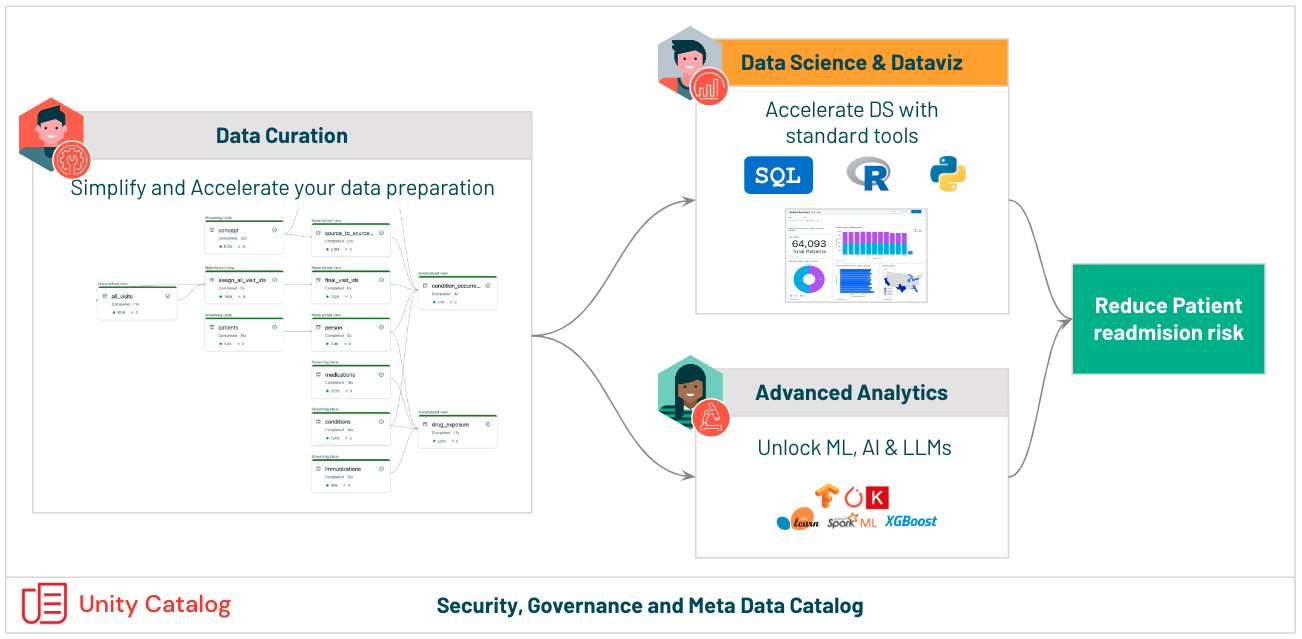 Data Curation
Simplify and Accelerate your data preparation
Streaming table
concept
Completed · 22s
Materialized view
source_to_source...
Materialized view
assign_all_visit_ids
Materialized view
final_visit_ids
Materialized view
all_visits
Completed · 11s
Materialized view
condition_occurre...
Streaming table
patients
Materialized view
person
Streaming table
medications
Streaming table
conditions
Streaming table
immunizations
Materialized view
drug_exposure
Data Science & Dataviz
Accelerate DS with
standard tools
SQL
R
64,093
Total Patients
Advanced Analytics
Unlock ML, AI & LLMs
K
learn
Spark ML
XGBoost
Reduce Patient
readmision risk
Unity Catalog
Security, Governance and Meta Data Catalog